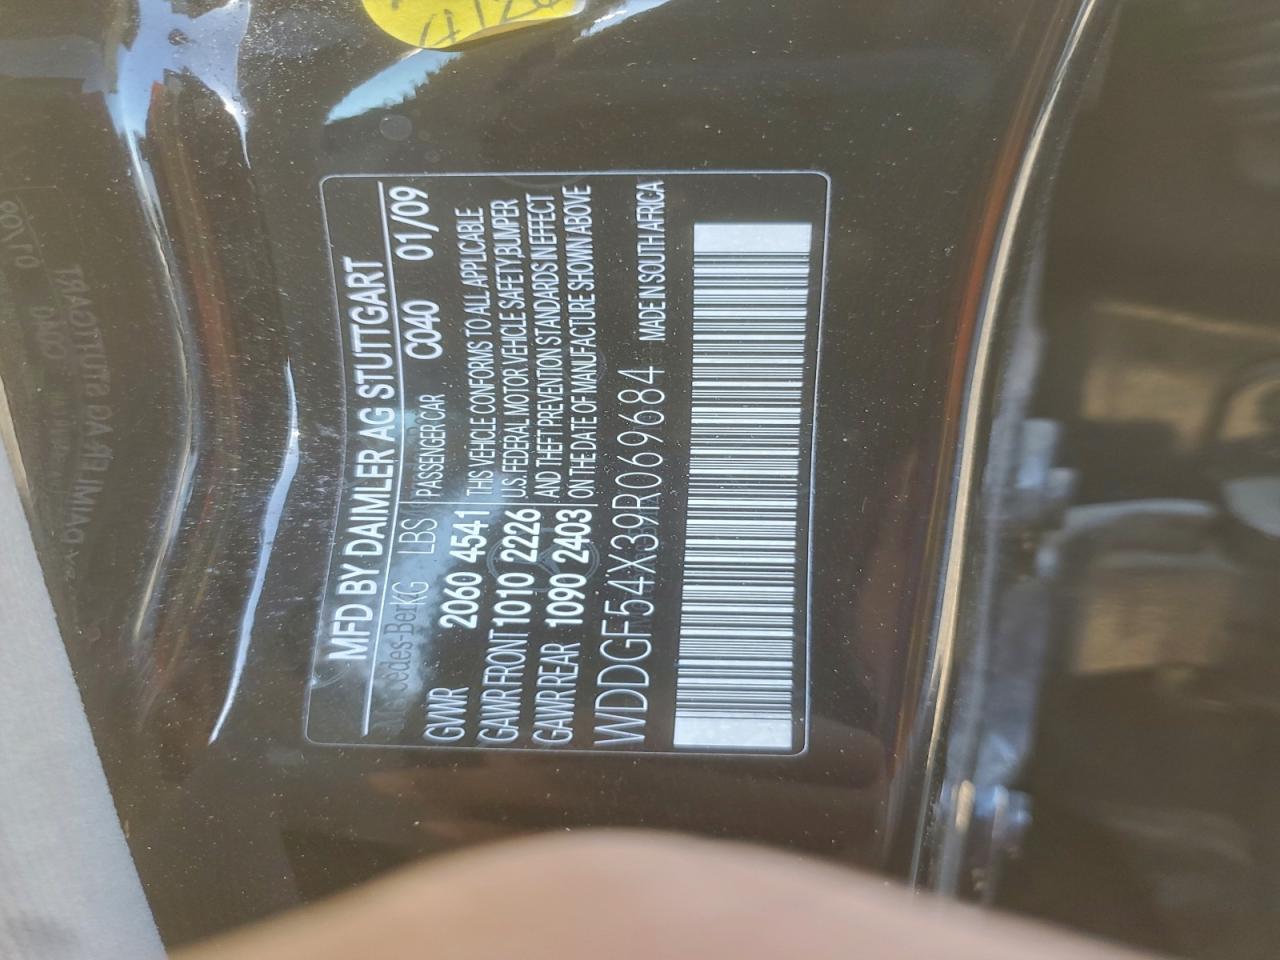 MFD BY DAIMLER AG STUTTGART
KG LBS PASSENGER CAR C040 01/09
GVWR 2060 4541 THIS VEHICLE CONFORMS TO ALL APPLICABLE
GAWR FRONT 1010 2226 U.S. FEDERAL MOTOR VEHICLE SAFETY, BUMPER
GAWR REAR 1090 2403 AND THEFT PREVENTION STANDARDS IN EFFECT
ON THE DATE OF MANUFACTURE SHOWN ABOVE
WDDGF54X39R069684 MADE IN SOUTH AFRICA